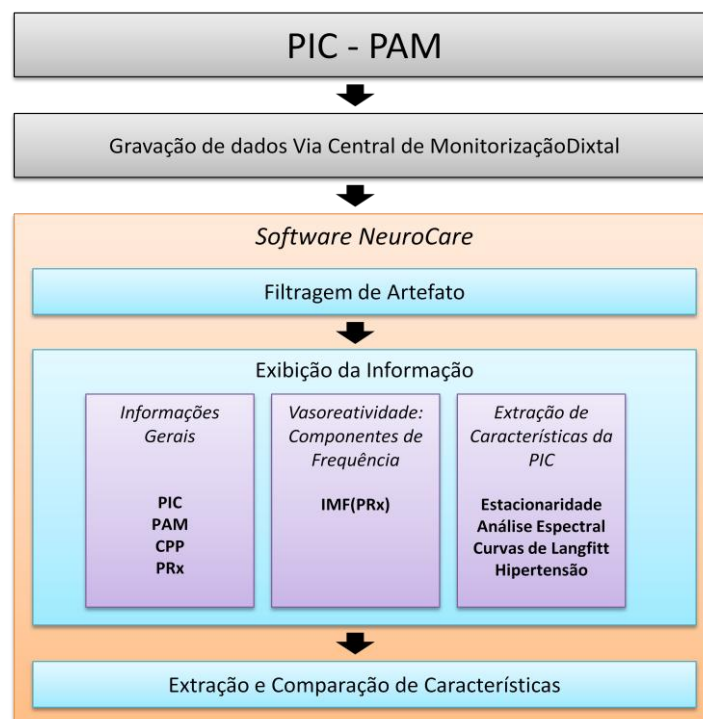 PIC - PAM
Gravação de dados Via Central de MonitorizaçãoDixtal
Software NeuroCare
Filtragem de Artefato
Exibição da Informação
Informações
Gerais
PIC
PAM
CPP
PRx
Vasoreatividade:
Componentes de
Frequência
IMF(PRx)
Extração de
Características da
PIC
Estacionaridade
Análise Espectral
Curvas de Langfitt
Hipertensão
Extração e Comparação de Características